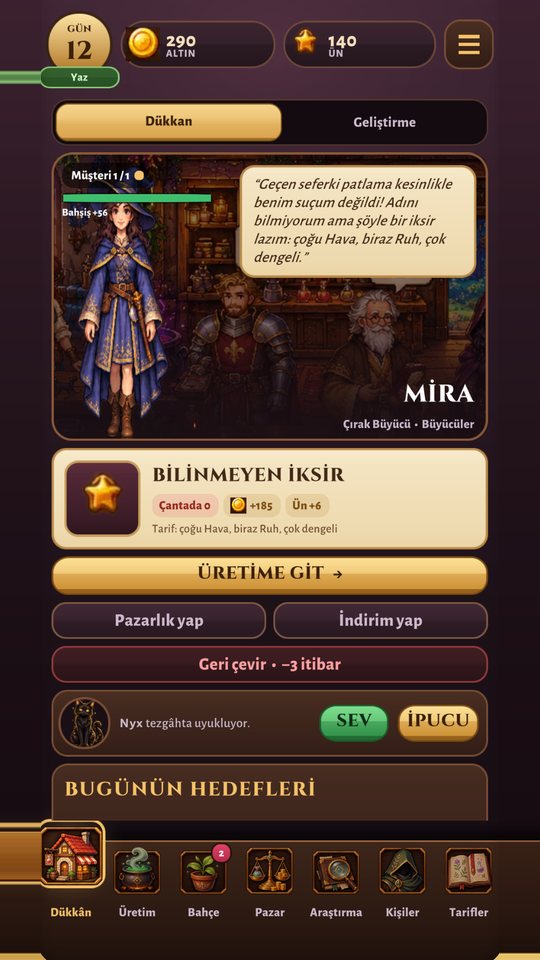 GÜN
12
Yaz
290
ALTIN
140
ÜN
Dükkan
Geliştirme
Müşteri 1 / 1
Bahşiş +56
“Geçen seferki patlama kesinlikle
benim suçum değildi! Adını
bilmiyorum ama şöyle bir iksir
lazım: çoğu Hava, biraz Ruh, çok
dengeli.”
MİRA
Çırak Büyücü • Büyücüler
BİLİNMEYEN İKSİR
Çantada 0
+185
Ün +6
Tarif: çoğu Hava, biraz Ruh, çok dengeli
ÜRETİME GİT →
Pazarlık yap
İndirim yap
Geri çevir • −3 itibar
Nyx tezgâhta uyukluyor.
SEV
İPUCU
BUGÜNÜN HEDEFLERİ
2
Dükkân
Üretim
Bahçe
Pazar
Araştırma
Kişiler
Tarifler